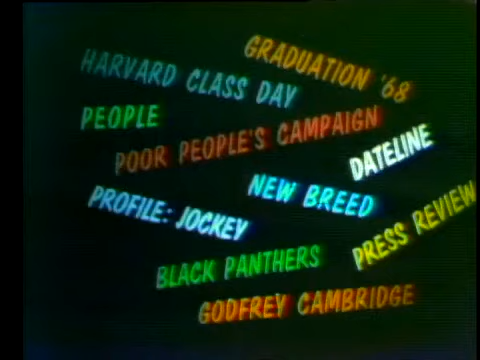 GRADUATION '68
HARVARD CLASS DAY
PEOPLE
POOR PEOPLE'S CAMPAIGN
DATELINE
NEW BREED
PROFILE: JOCKEY
PRESS REVIEW
BLACK PANTHERS
GODFREY CAMBRIDGE